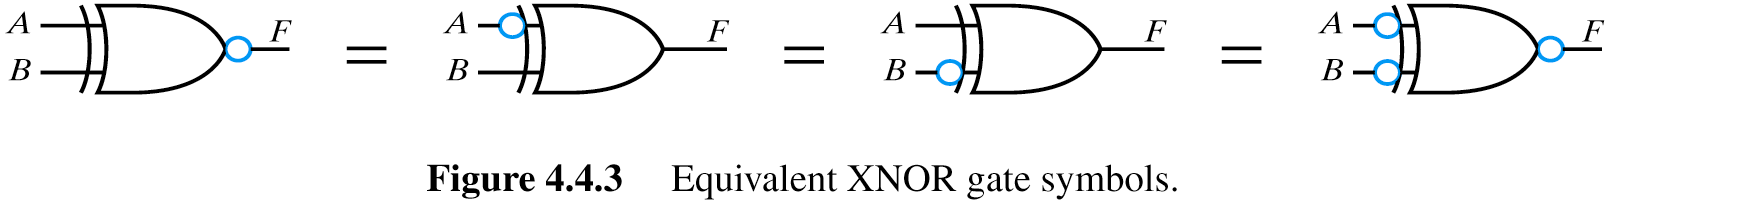 A F = A F = A F = A F
B B B B
Figure 4.4.3 Equivalent XNOR gate symbols.